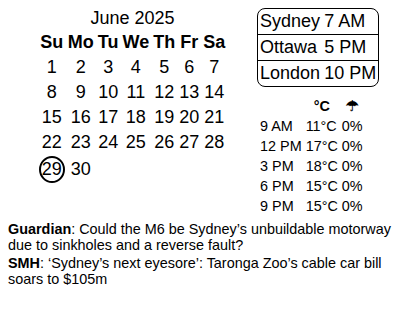 June 2025
Su Mo Tu We Th Fr Sa
1 2 3 4 5 6 7
8 9 10 11 12 13 14
15 16 17 18 19 20 21
22 23 24 25 26 27 28
29 30
Sydney 7 AM
Ottawa 5 PM
London 10 PM
°C ☂
9 AM 11°C 0%
12 PM 17°C 0%
3 PM 18°C 0%
6 PM 15°C 0%
9 PM 15°C 0%
Guardian: Could the M6 be Sydney’s unbuildable motorway
due to sinkholes and a reverse fault?
SMH: ‘Sydney’s next eyesore’: Taronga Zoo’s cable car bill
soars to $105m